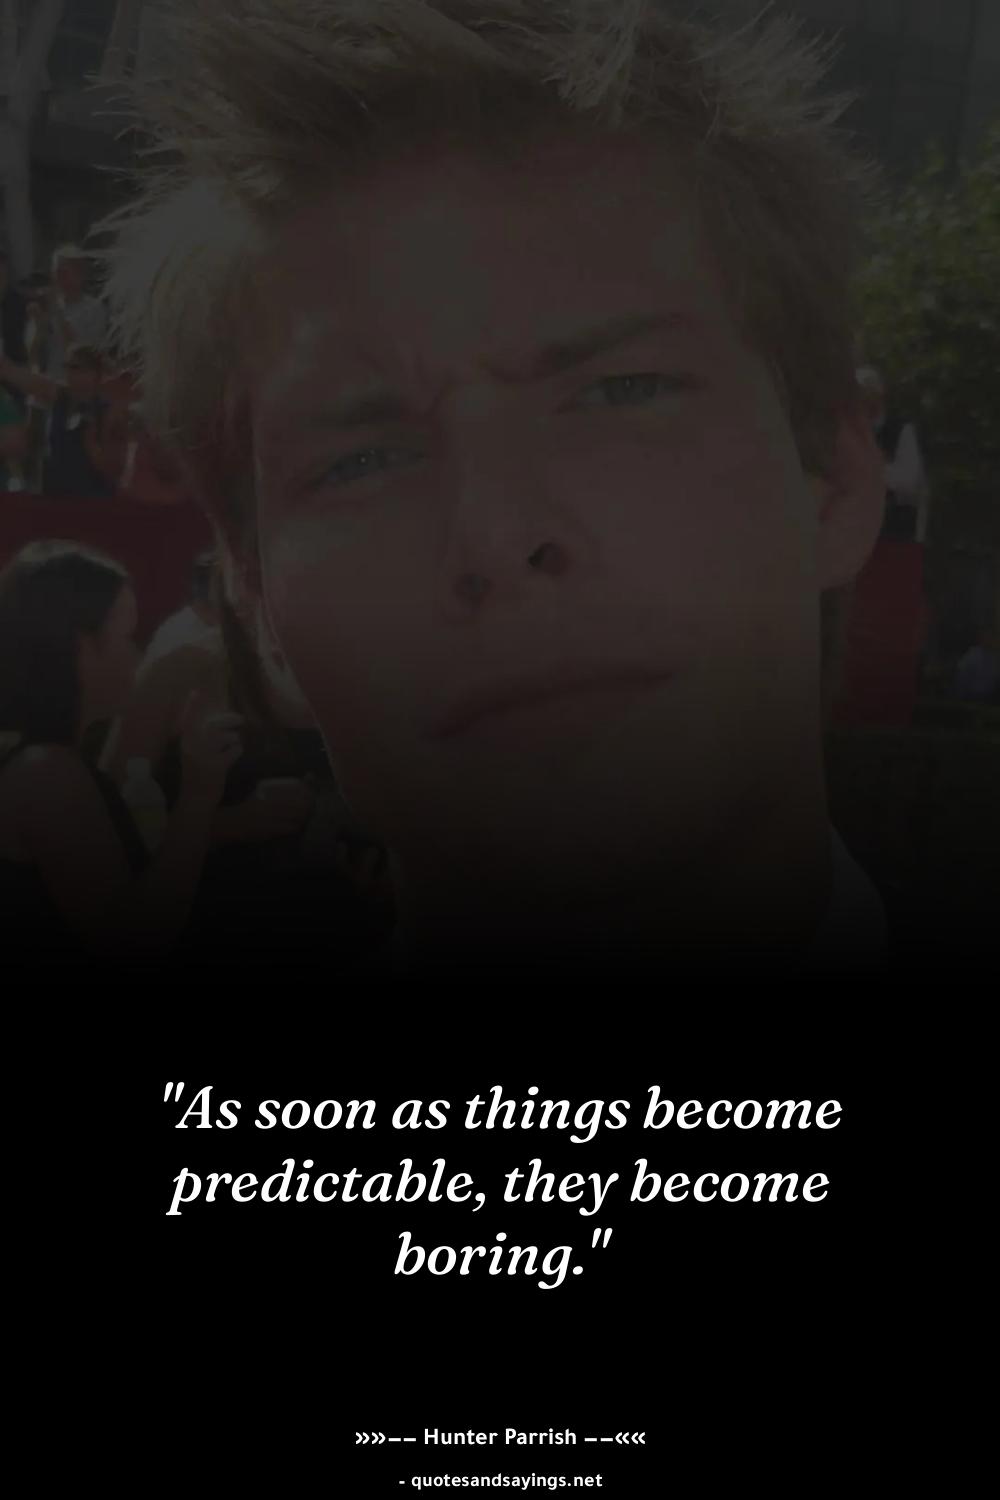 "As soon as things become
predictable, they become
boring."
»»—— Hunter Parrish ——««
- quotesandsayings.net